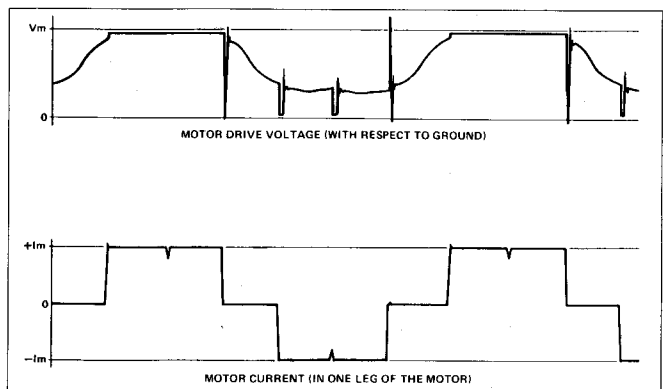 Vm
0
MOTOR DRIVE VOLTAGE (WITH RESPECT TO GROUND)
+Im
0
−Im
MOTOR CURRENT (IN ONE LEG OF THE MOTOR)